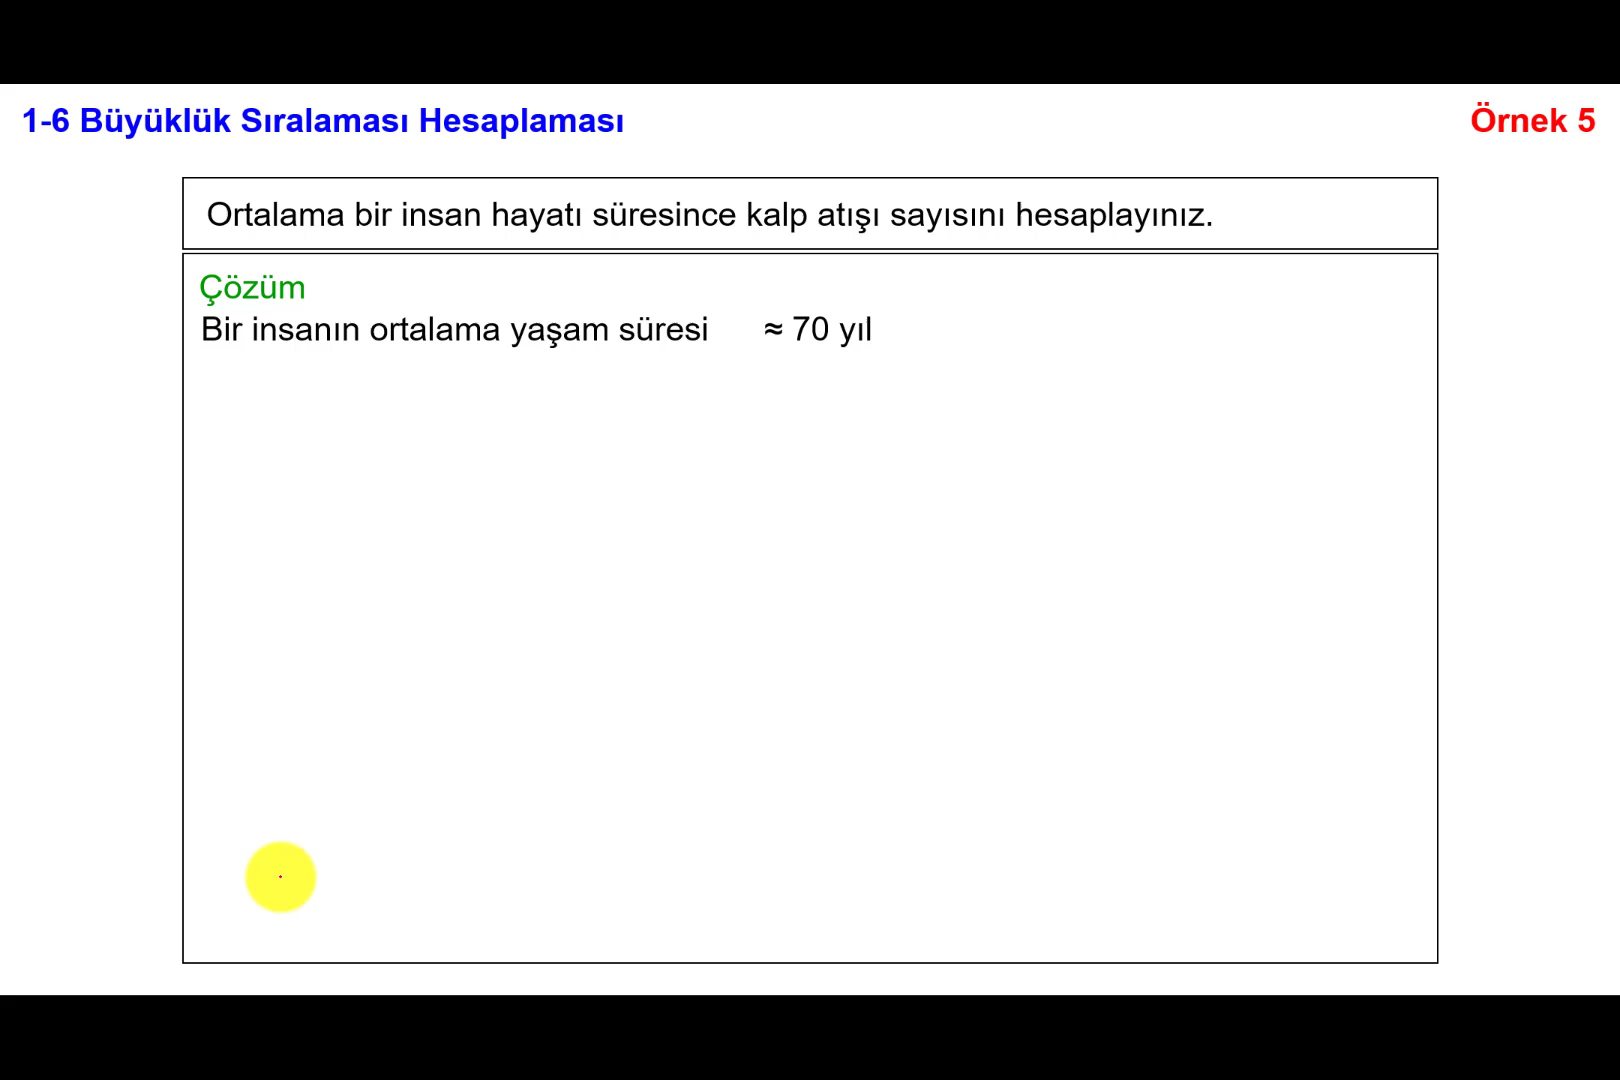 1-6 Büyüklük Sıralaması Hesaplaması
Örnek 5
Ortalama bir insan hayatı süresince kalp atışı sayısını hesaplayınız.
Çözüm
Bir insanın ortalama yaşam süresi ≈ 70 yıl